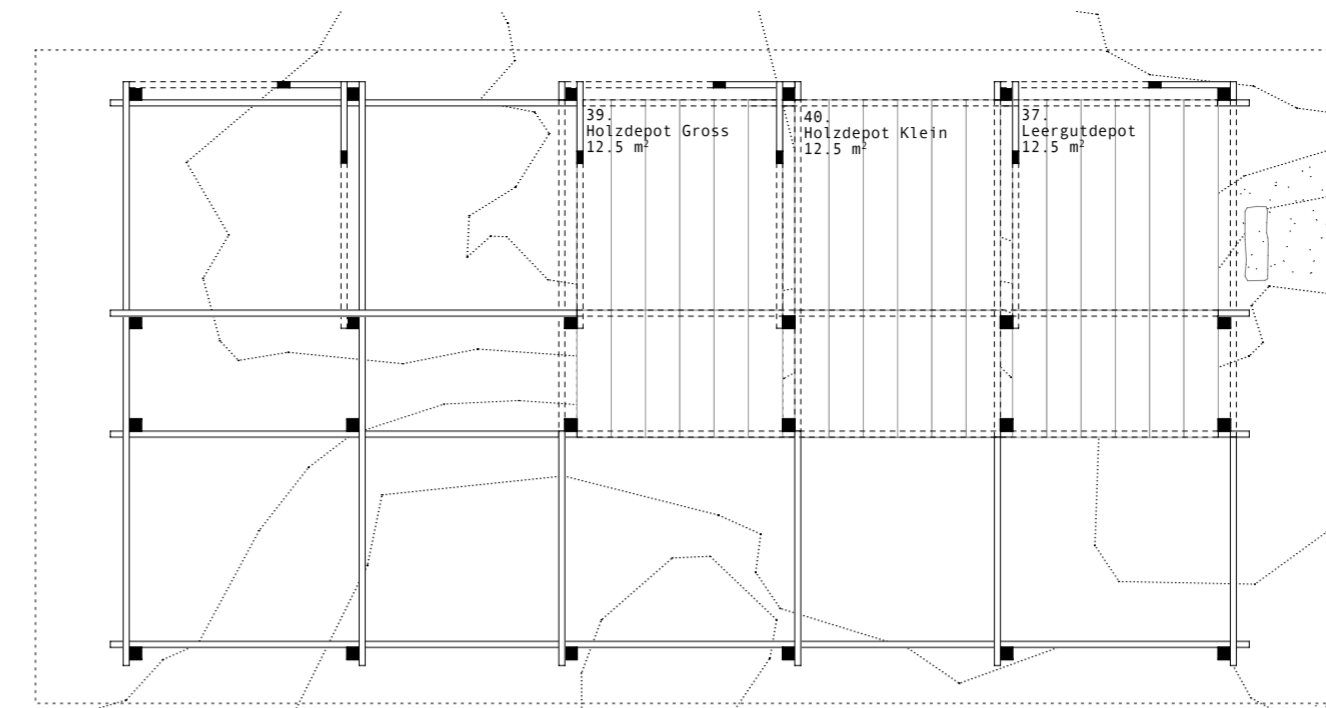 39.
Holzdepot Gross
12.5 m²
40.
Holzdepot Klein
12.5 m²
37.
Leergutdepot
12.5 m²